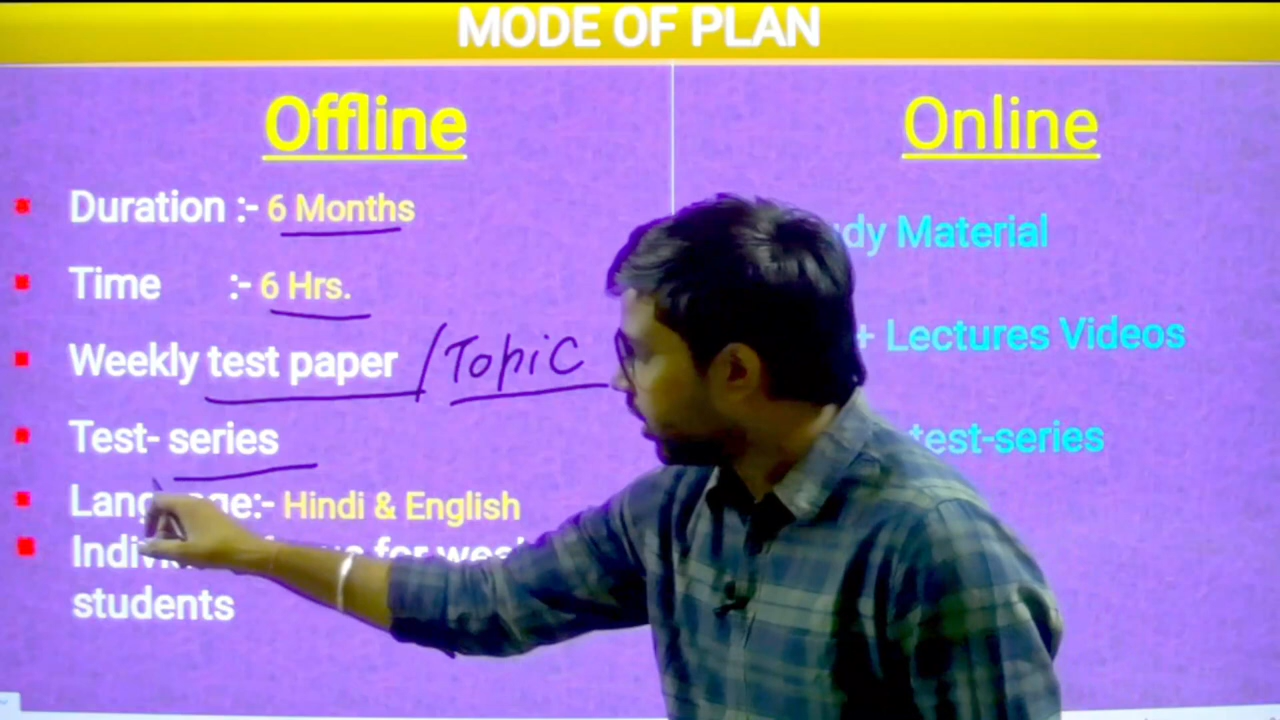 MODE OF PLAN
Offline
Duration :- 6 Months
Time :- 6 Hrs.
Weekly test paper /Topic
Test- series
:- Hindi & English
for
students
Online
Material
+ Lectures Videos
test-series